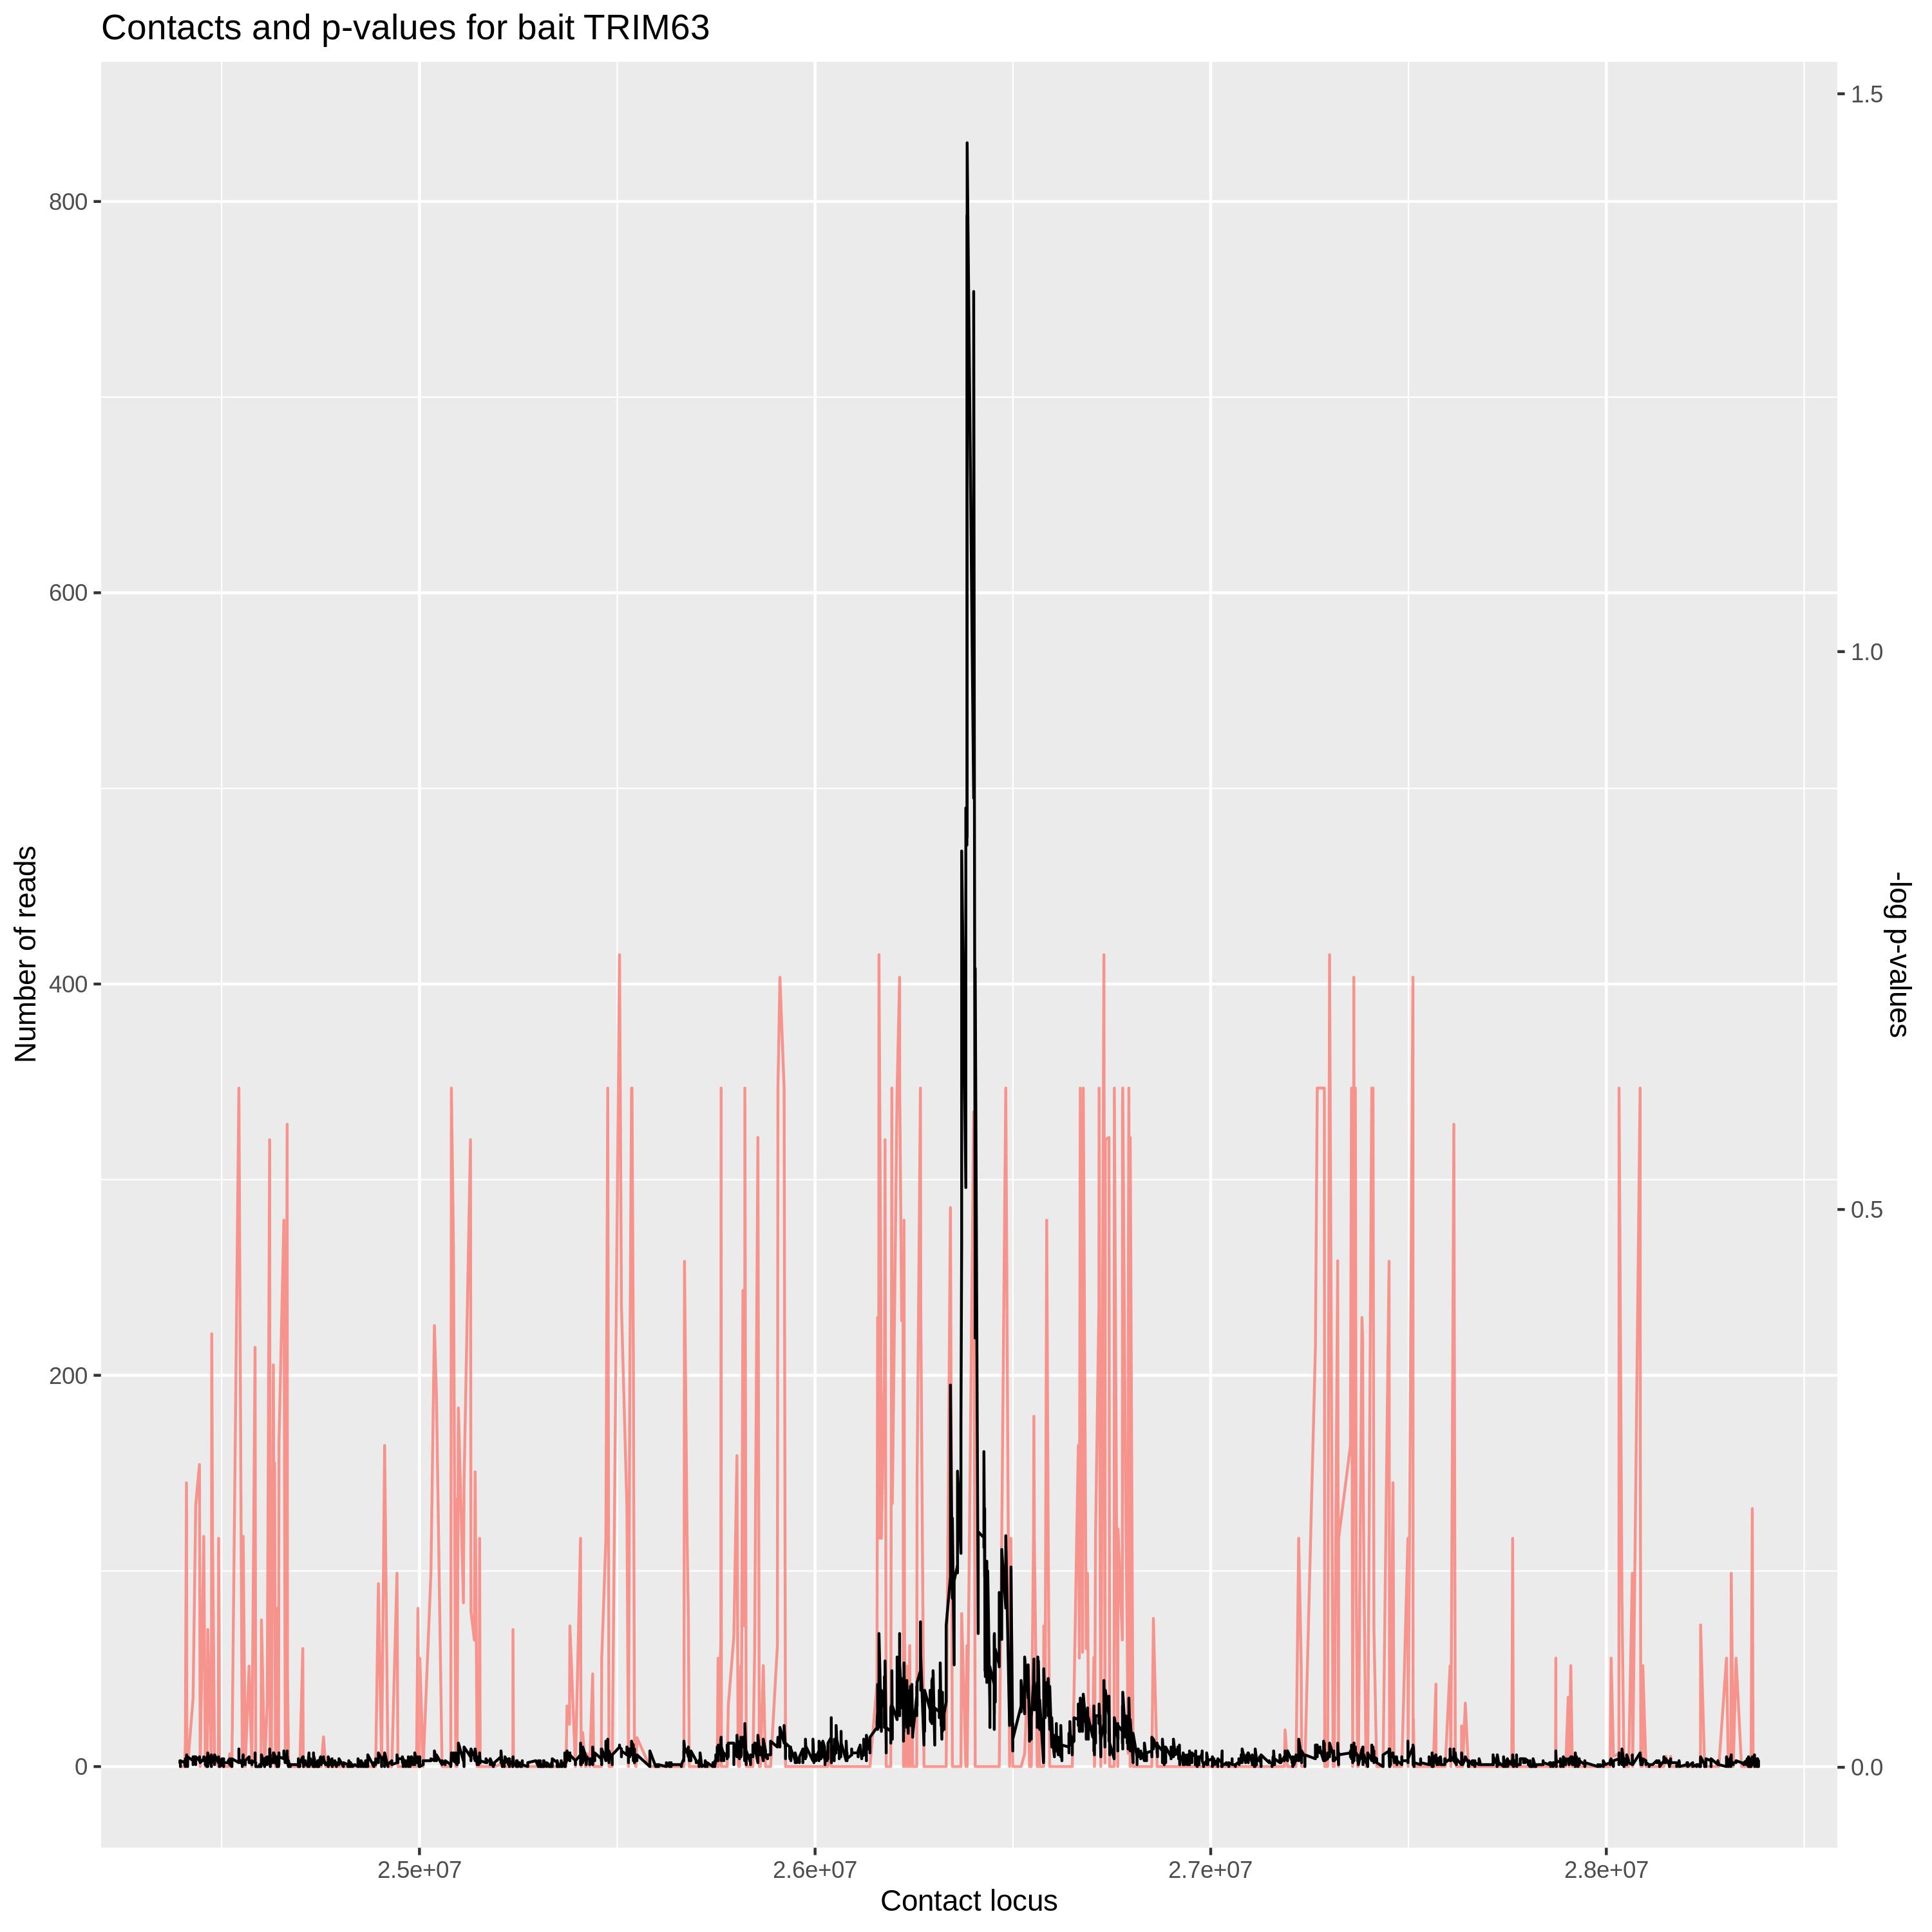 Contacts and p-values for bait TRIM63
Number of reads
800
600
400
200
0
1.5
1.0
0.5
0.0
-log p-values
2.5e+07 2.6e+07 2.7e+07 2.8e+07
Contact locus